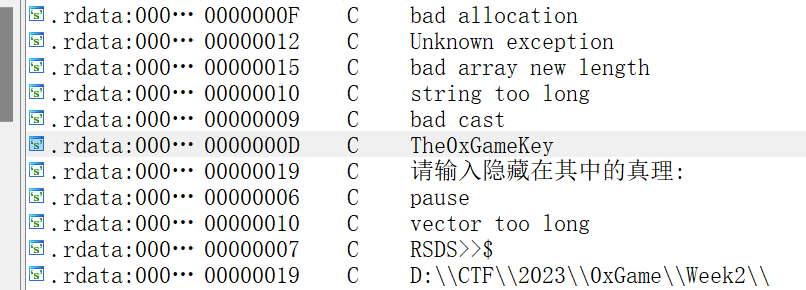 .rdata:000… 0000000F C bad allocation
.rdata:000… 00000012 C Unknown exception
.rdata:000… 00000015 C bad array new length
.rdata:000… 00000010 C string too long
.rdata:000… 00000009 C bad cast
.rdata:000… 0000000D C The0xGameKey
.rdata:000… 00000019 C 请输入隐藏在其中的真理:
.rdata:000… 00000006 C pause
.rdata:000… 00000010 C vector too long
.rdata:000… 00000007 C RSDS>>$
.rdata:000… 00000019 C D:\\CTF\\2023\\0xGame\\Week2\\